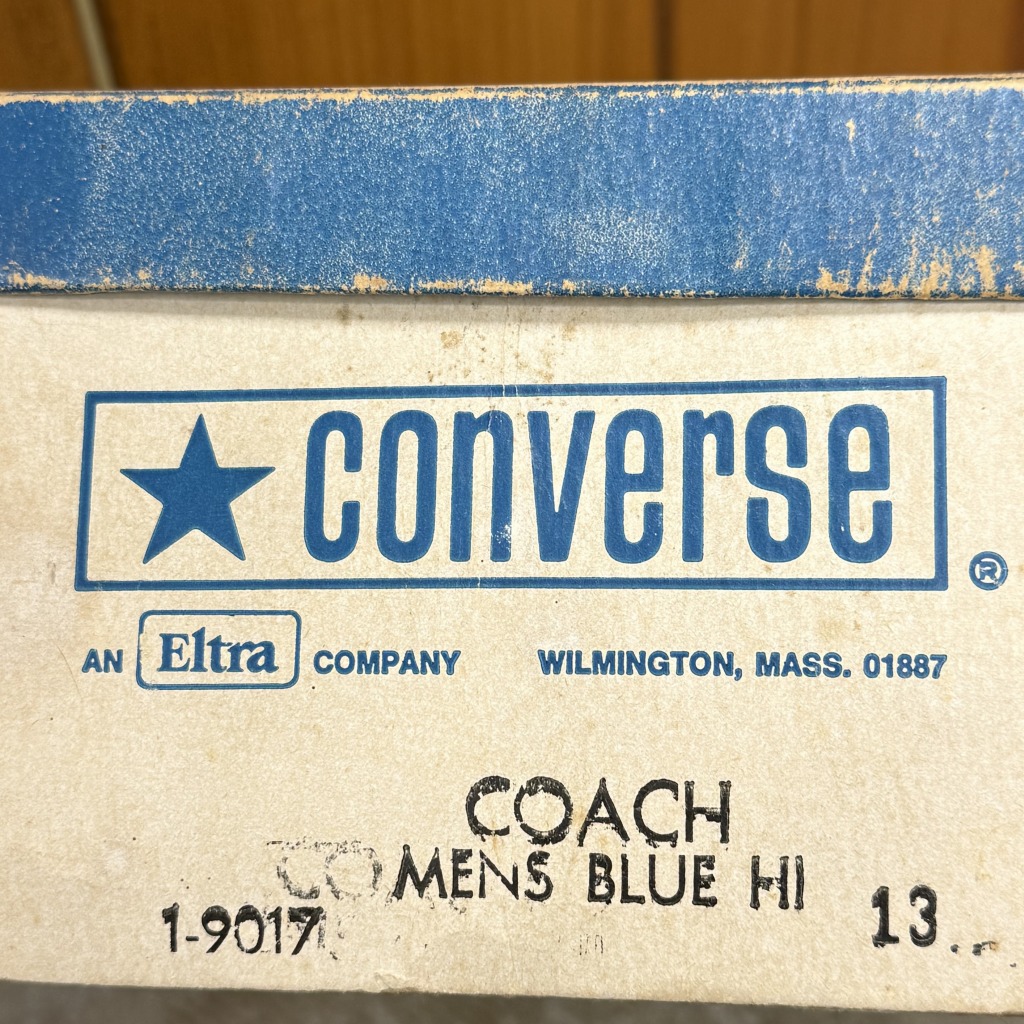 converse ®
AN Eltra COMPANY WILMINGTON, MASS. 01887
COACH
MENS BLUE HI
1-9017 13